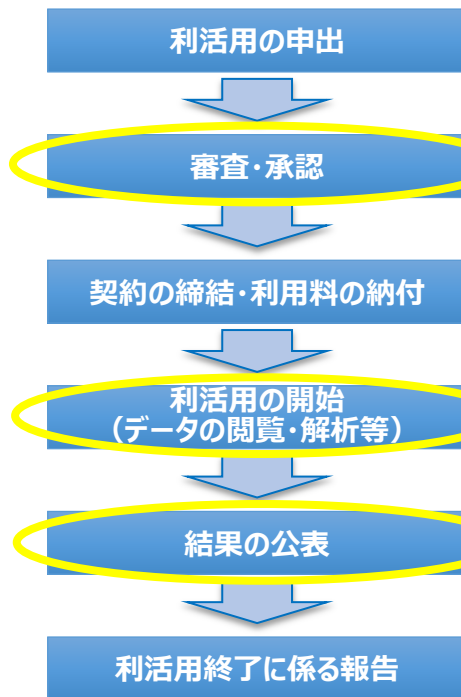 利活用の申出
審査・承認
契約の締結・利用料の納付
利活用の開始
（データの閲覧・解析等）
結果の公表
利活用終了に係る報告